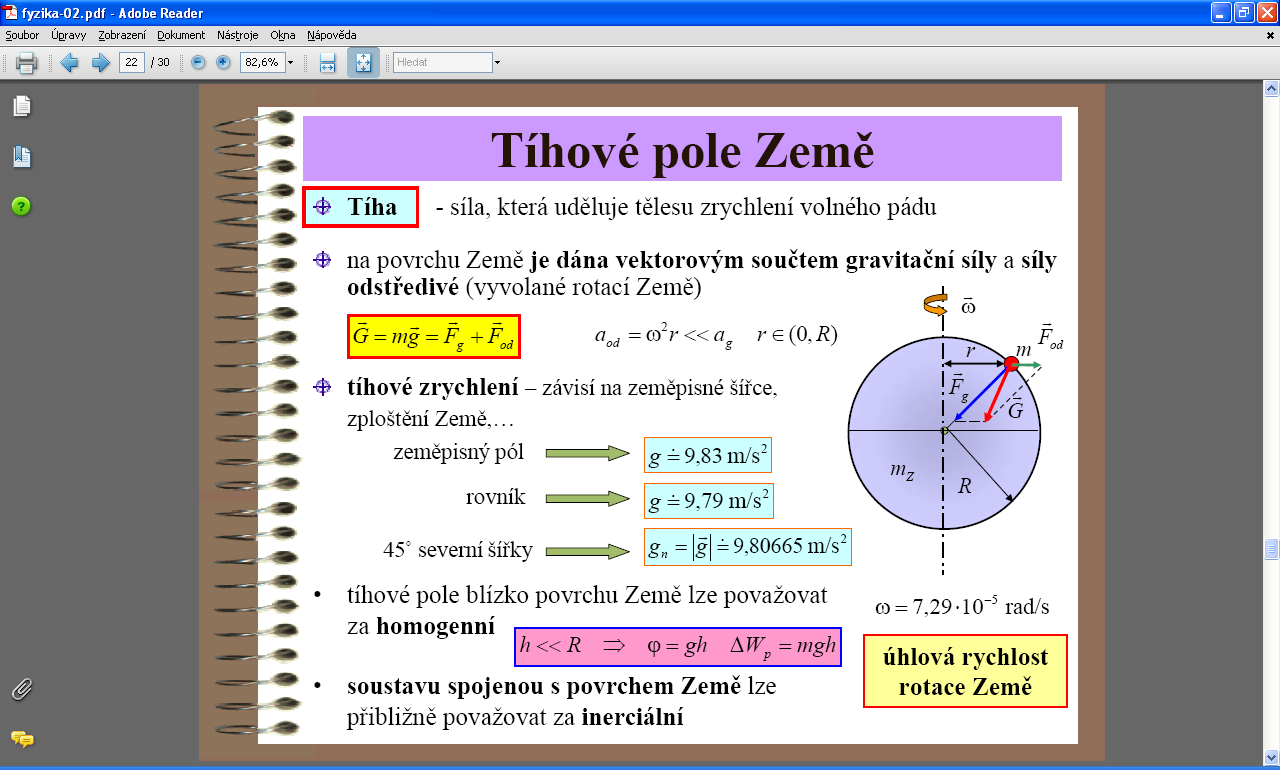 fyzika-02.pdf - Adobe Reader
Soubor Úpravy Zobrazení Dokument Nástroje Okna Nápověda
22 / 30 82,6% Hledat
Tíhové pole Země
Tíha - síla, která uděluje tělesu zrychlení volného pádu
na povrchu Země je dána vektorovým součtem gravitační síly a síly
odstředivé (vyvolané rotací Země)
G⃗ = mg⃗ = F⃗_g + F⃗_od
a_od = ω²r << a_g r ∈ (0, R)
ω⃗
F⃗_od
m
r
F⃗_g
G⃗
m_Z
R
tíhové zrychlení – závisí na zeměpisné šířce,
zploštění Země,…
zeměpisný pól g ≐ 9,83 m/s²
rovník g ≐ 9,79 m/s²
45° severní šířky g_n = |g⃗| ≐ 9,80665 m/s²
• tíhové pole blízko povrchu Země lze považovat
za homogenní
h << R ⇒ φ = gh ΔW_p = mgh
• soustavu spojenou s povrchem Země lze
přibližně považovat za inerciální
ω = 7,29·10⁻⁵ rad/s
úhlová rychlost
rotace Země